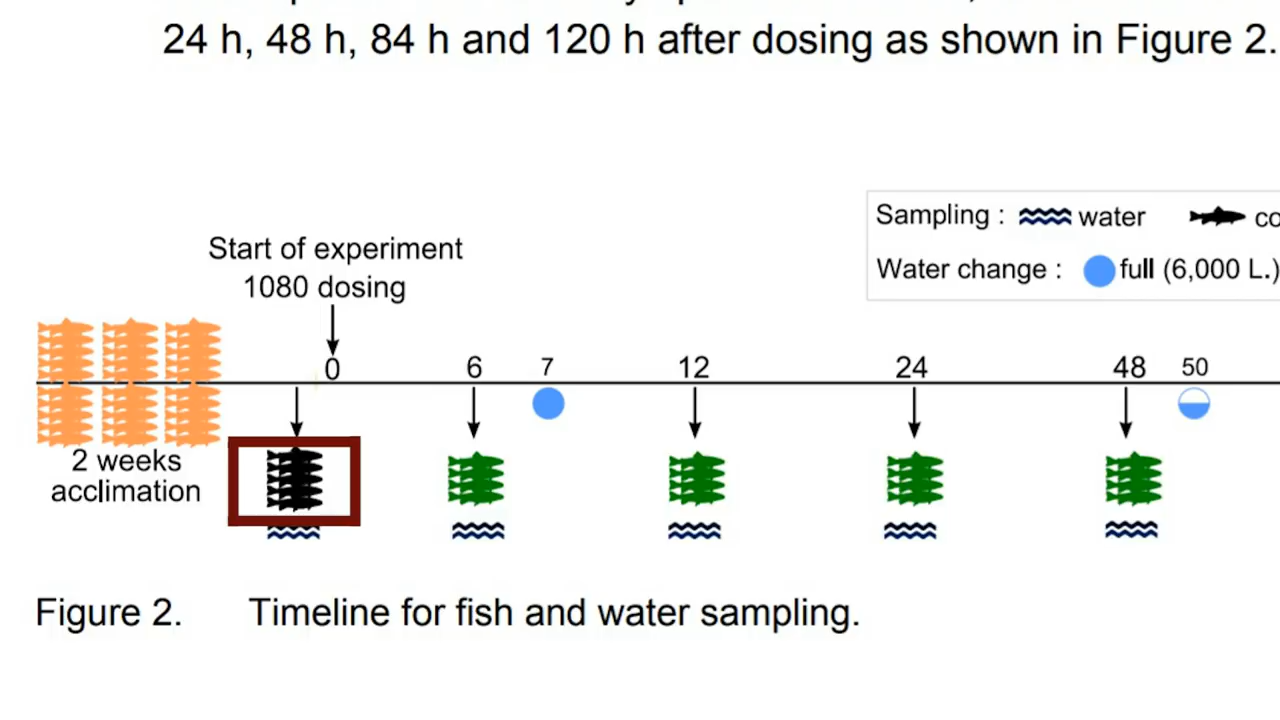 24 h, 48 h, 84 h and 120 h after dosing as shown in Figure 2.
Sampling : water
Water change : full (6,000 L.)
Start of experiment
1080 dosing
0 6 7 12 24 48 50
2 weeks
acclimation
Figure 2. Timeline for fish and water sampling.